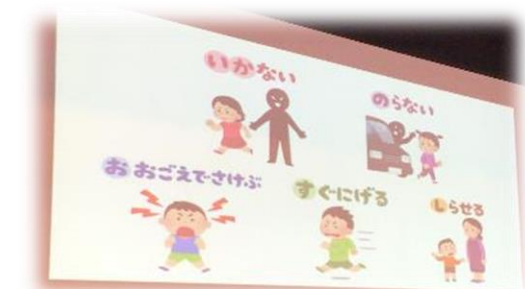 いかない
のらない
おおごえでさけぶ
すぐにげる
しらせる